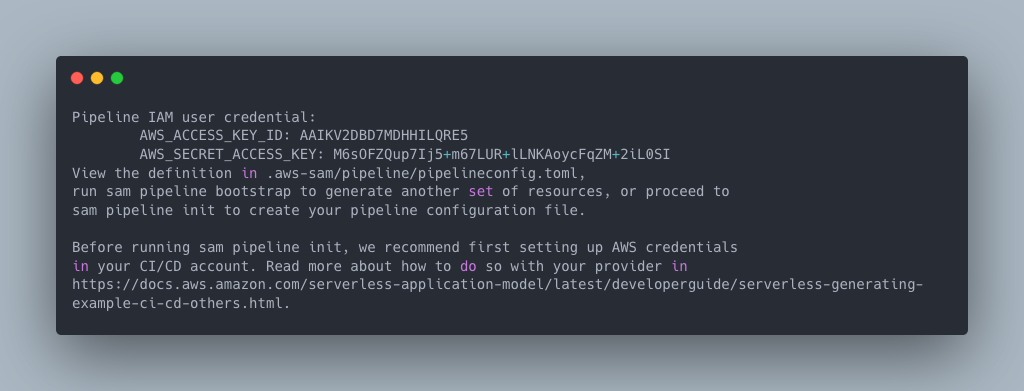 Pipeline IAM user credential:
AWS_ACCESS_KEY_ID: AAIKV2DBD7MDHHILQRE5
AWS_SECRET_ACCESS_KEY: M6sOFZQup7Ij5+m67LUR+lLNKAoycFqZM+2iL0SI
View the definition in .aws-sam/pipeline/pipelineconfig.toml,
run sam pipeline bootstrap to generate another set of resources, or proceed to
sam pipeline init to create your pipeline configuration file.

Before running sam pipeline init, we recommend first setting up AWS credentials
in your CI/CD account. Read more about how to do so with your provider in
https://docs.aws.amazon.com/serverless-application-model/latest/developerguide/serverless-generating-
example-ci-cd-others.html.